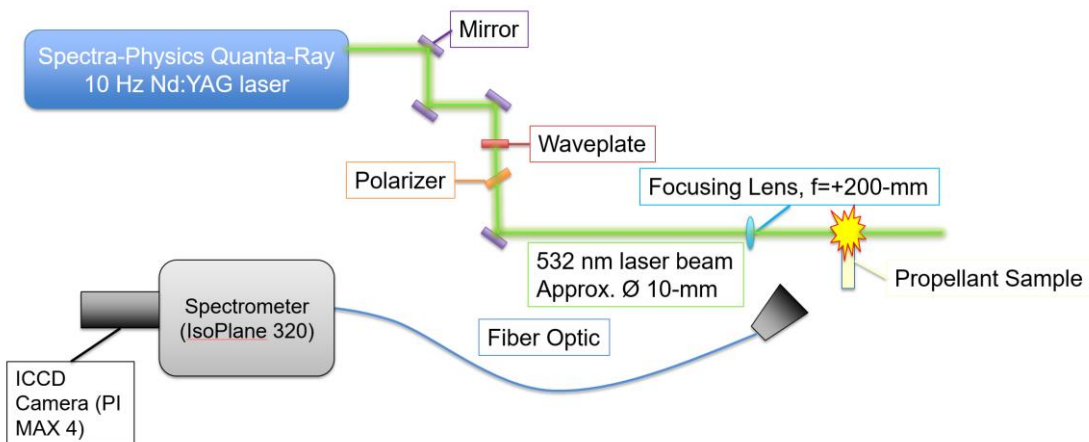 Spectra-Physics Quanta-Ray
10 Hz Nd:YAG laser
Mirror
Waveplate
Polarizer
Focusing Lens, f=+200-mm
532 nm laser beam
Approx. Ø 10-mm
Propellant Sample
Spectrometer
(IsoPlane 320)
Fiber Optic
ICCD
Camera (PI
MAX 4)